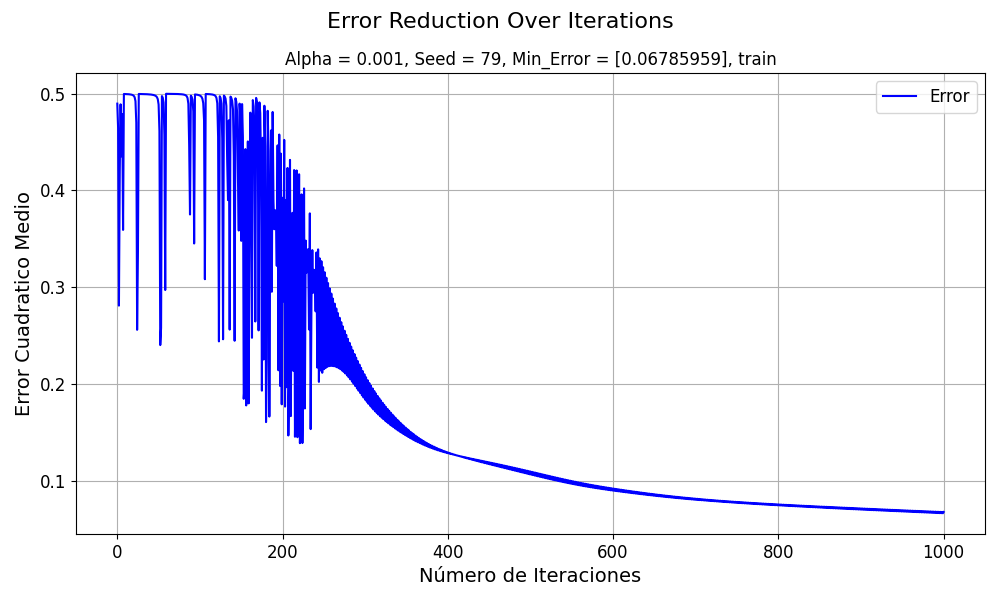 Error Reduction Over Iterations
Alpha = 0.001, Seed = 79, Min_Error = [0.06785959], train
Error
0.5
0.4
0.3
0.2
0.1
Error Cuadratico Medio
0 200 400 600 800 1000
Número de Iteraciones